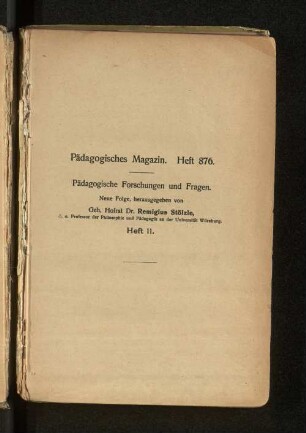 Pädagogisches Magazin. Heft 876.
Pädagogische Forschungen und Fragen.
Neue Folge, herausgegeben von
Geh. Hofrat Dr. Remigius Stölzle,
ö. o. Professor der Philosophie und Pädagogik an der Universität Würzburg.
Heft 11.